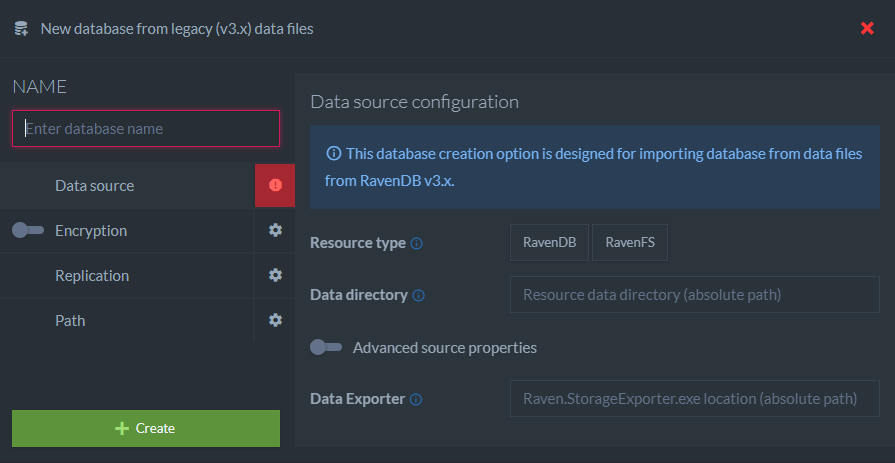 New database from legacy (v3.x) data files
NAME
Enter database name
Data source
Encryption
Replication
Path
Create
Data source configuration
This database creation option is designed for importing database from data files
from RavenDB v3.x.
Resource type
RavenDB
RavenFS
Data directory
Resource data directory (absolute path)
Advanced source properties
Data Exporter
Raven.StorageExporter.exe location (absolute path)